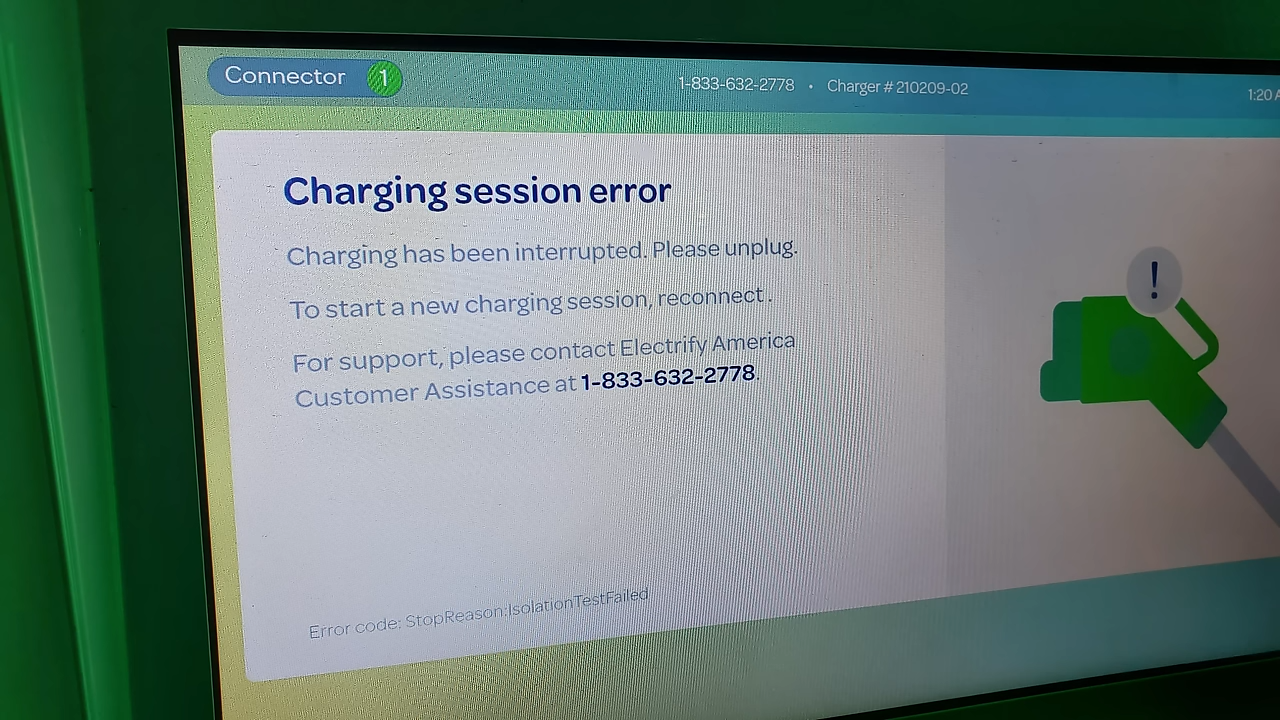 Connector 1
1-833-632-2778 • Charger # 210209-02
1:20 A
Charging session error
Charging has been interrupted. Please unplug.
To start a new charging session, reconnect.
!
For support, please contact Electrify America
Customer Assistance at 1-833-632-2778.
Error code: StopReason:IsolationTestFailed